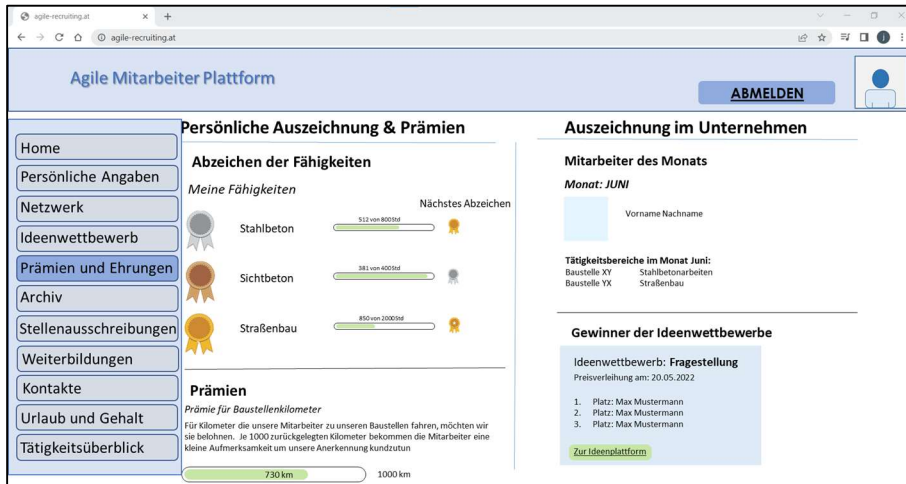 agile-recruiting.at
agile-recruiting.at
Agile Mitarbeiter Plattform
ABMELDEN
Home
Persönliche Angaben
Netzwerk
Ideenwettbewerb
Prämien und Ehrungen
Archiv
Stellenausschreibungen
Weiterbildungen
Kontakte
Urlaub und Gehalt
Tätigkeitsüberblick
Persönliche Auszeichnung & Prämien
Abzeichen der Fähigkeiten
Meine Fähigkeiten
Nächstes Abzeichen
Stahlbeton
512 von 800Std
Sichtbeton
381 von 400Std
Straßenbau
850 von 2000Std
Prämien
Prämie für Baustellenkilometer
Für Kilometer die unsere Mitarbeiter zu unseren Baustellen fahren, möchten wir
sie belohnen. Je 1000 zurückgelegten Kilometer bekommen die Mitarbeiter eine
kleine Aufmerksamkeit um unsere Anerkennung kundzutun
730 km
1000 km
Auszeichnung im Unternehmen
Mitarbeiter des Monats
Monat: JUNI
Vorname Nachname
Tätigkeitsbereiche im Monat Juni:
Baustelle XY Stahlbetonarbeiten
Baustelle YX Straßenbau
Gewinner der Ideenwettbewerbe
Ideenwettbewerb: Fragestellung
Preisverleihung am: 20.05.2022
1. Platz: Max Mustermann
2. Platz: Max Mustermann
3. Platz: Max Mustermann
Zur Ideenplattform